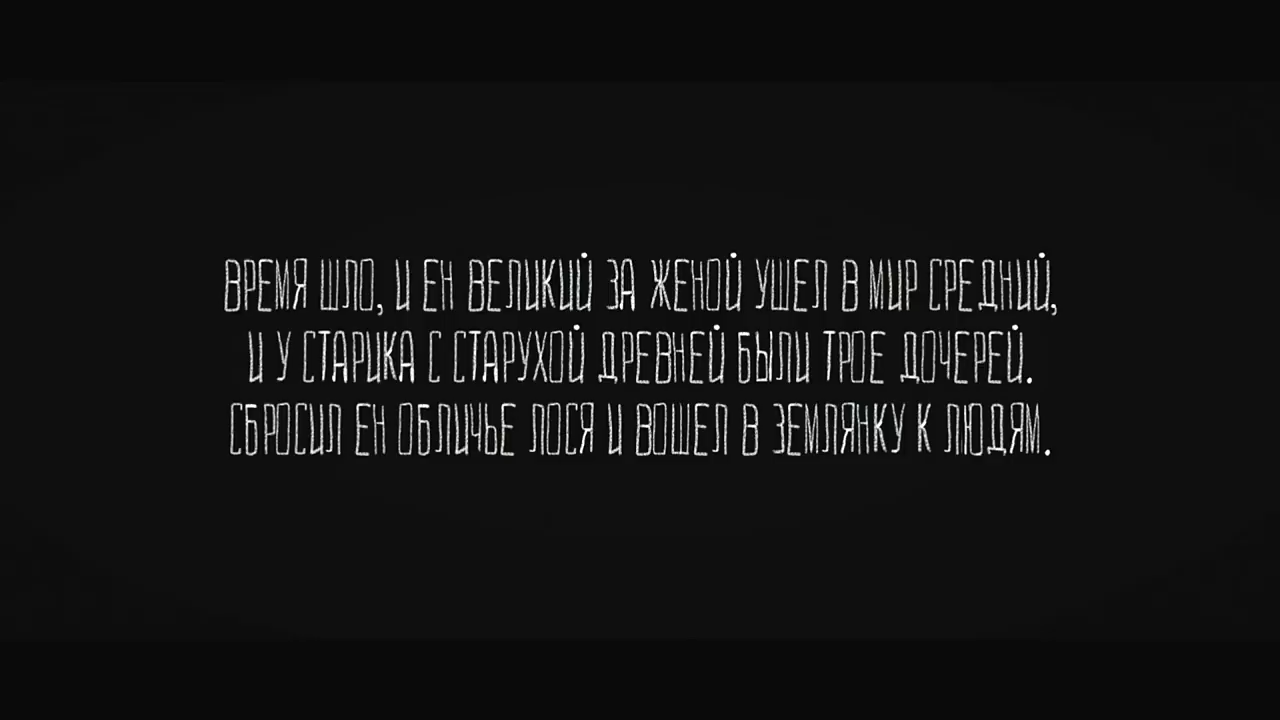 ВРЕМЯ ШЛО, И ЕН ВЕЛИКИЙ ЗА ЖЕНОЙ УШЕЛ В МИР СРЕДНИЙ,
И У СТАРИКА С СТАРУХОЙ ДРЕВНЕЙ БЫЛИ ТРОЕ ДОЧЕРЕЙ.
СБРОСИЛ ЕН ОБЛИЧЬЕ ЛОСЯ И ВОШЕЛ В ЗЕМЛЯНКУ К ЛЮДЯМ.